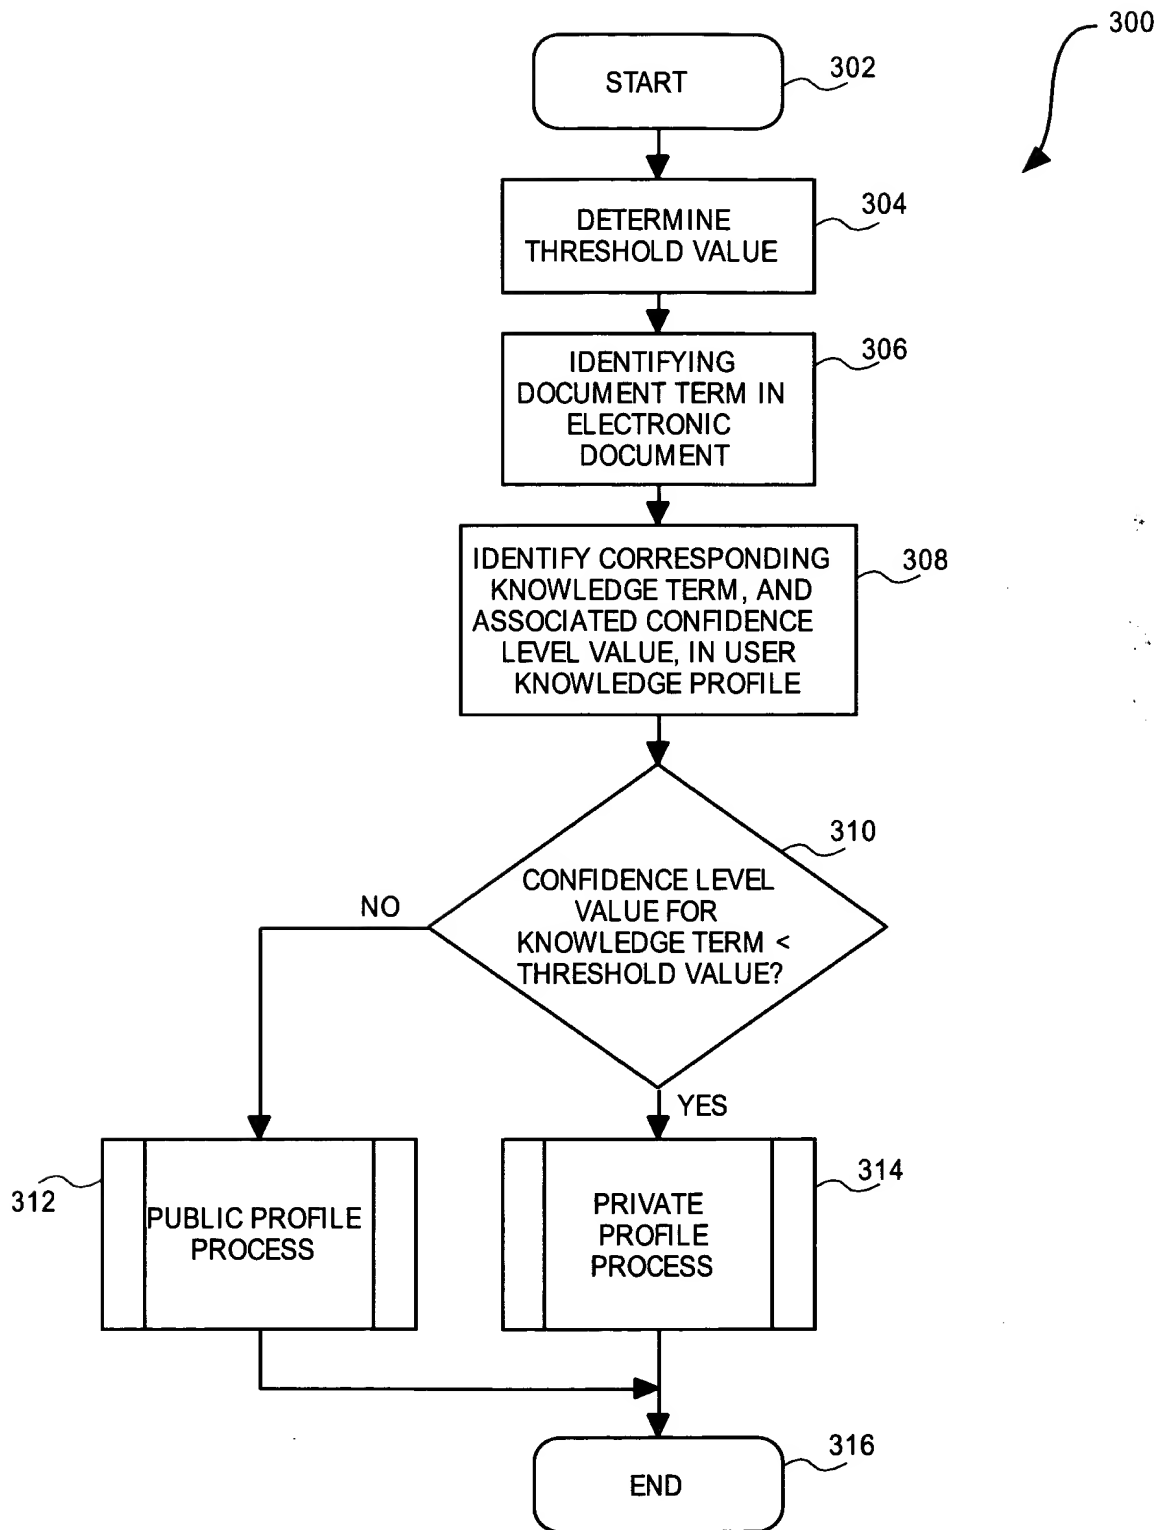 300
START
302
DETERMINE
THRESHOLD VALUE
304
IDENTIFYING
DOCUMENT TERM IN
ELECTRONIC
DOCUMENT
306
IDENTIFY CORRESPONDING
KNOWLEDGE TERM, AND
ASSOCIATED CONFIDENCE
LEVEL VALUE, IN USER
KNOWLEDGE PROFILE
308
310
CONFIDENCE LEVEL
VALUE FOR
KNOWLEDGE TERM <
THRESHOLD VALUE?
NO
YES
312
PUBLIC PROFILE
PROCESS
PRIVATE
PROFILE
PROCESS
314
END
316